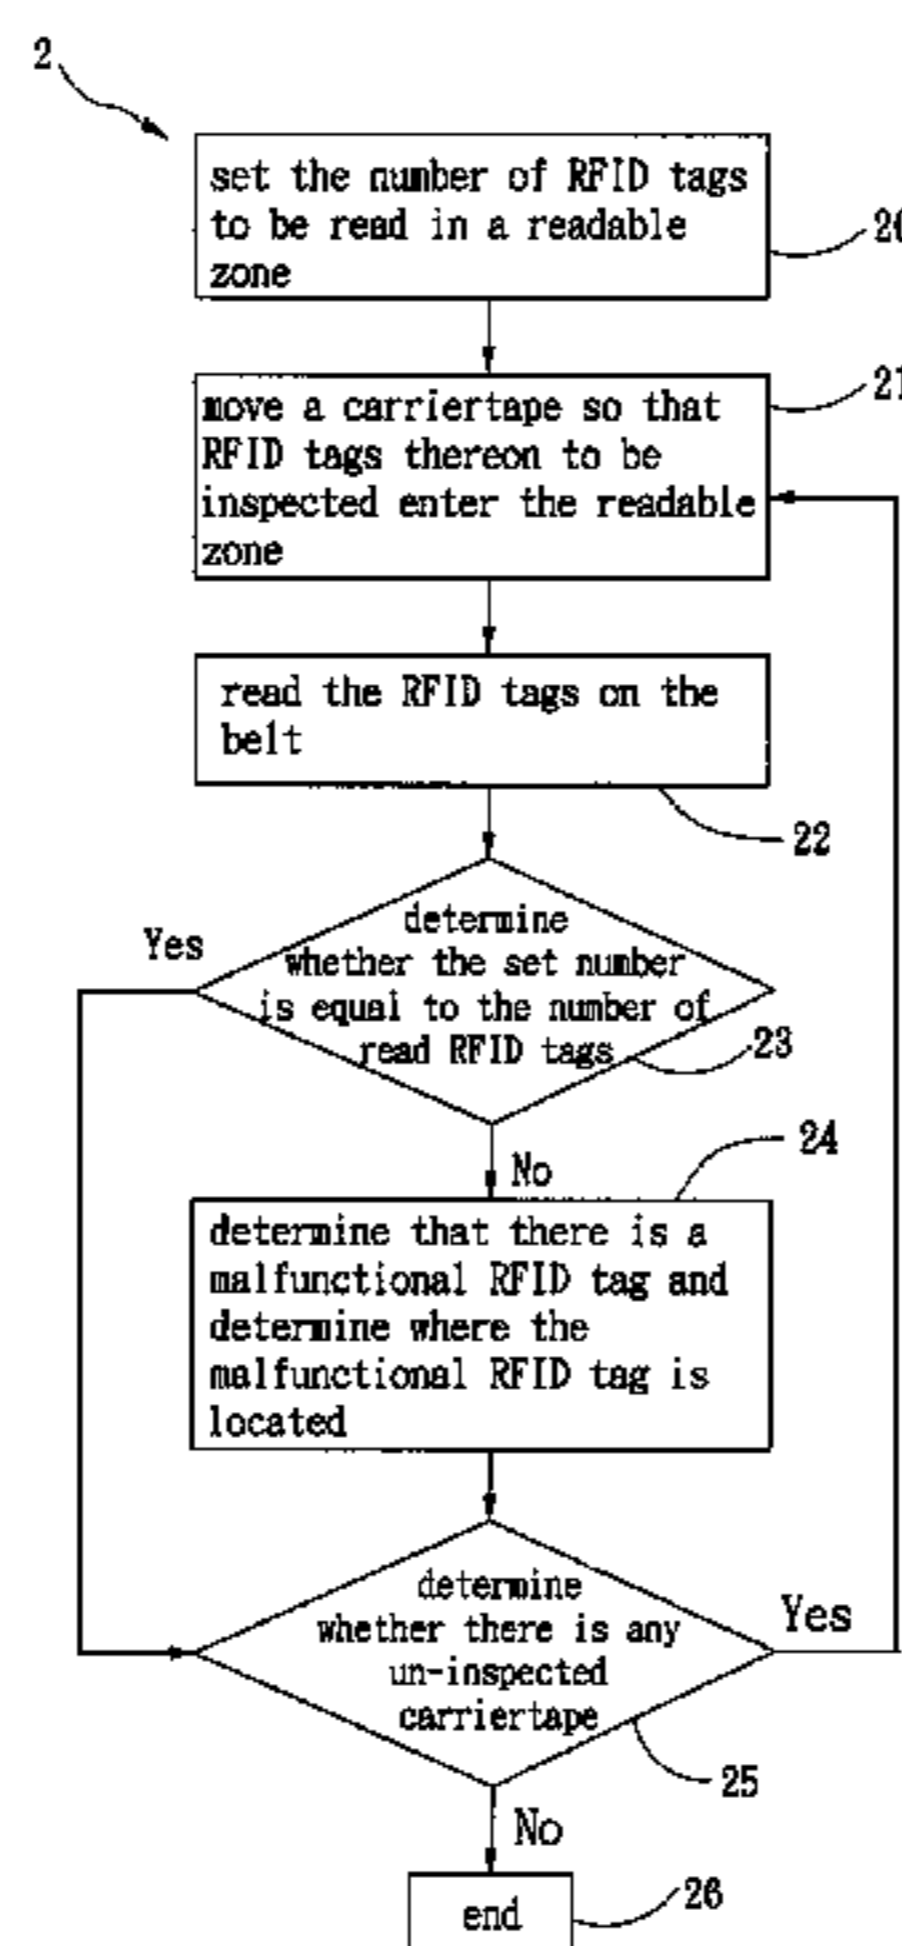 2
set the number of RFID tags
to be read in a readable
zone
20
move a carriertape so that
RFID tags thereon to be
inspected enter the readable
zone
21
read the RFID tags on the
belt
22
determine
whether the set number
is equal to the number of
read RFID tags
23
Yes
No
24
determine that there is a
malfunctional RFID tag and
determine where the
malfunctional RFID tag is
located
determine
whether there is any
un-inspected
carriertape
Yes
25
No
end
26